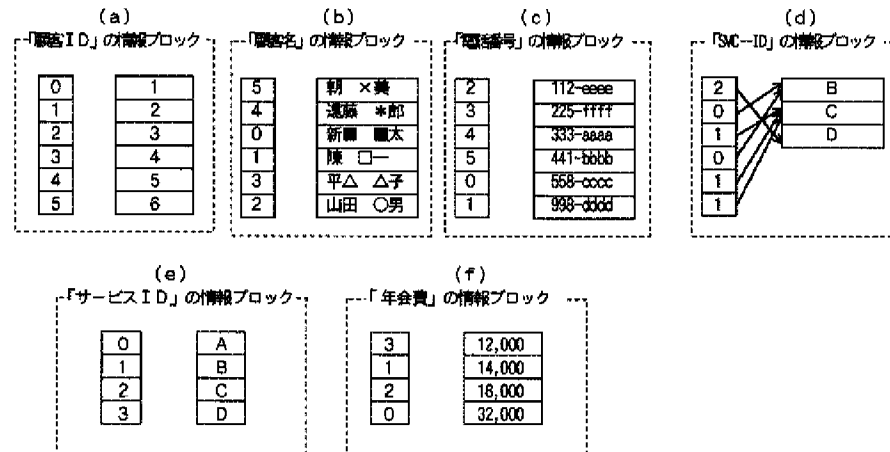 (a)
「顧客ID」の情報ブロック
0 1
1 2
2 3
3 4
4 5
5 6
(b)
「顧客名」の情報ブロック
5 朝 ×美
4 遠藤 *郎
0 新■ ■太
1 陳 □一
3 平△ △子
2 山田 ○男
(c)
「電話番号」の情報ブロック
2 112-eeee
3 225-ffff
4 333-aaaa
5 441-bbbb
0 558-cccc
1 998-dddd
(d)
「SVC-ID」の情報ブロック
2 B
0 C
1 D
0
1
1
(e)
「サービスID」の情報ブロック
0 A
1 B
2 C
3 D
(f)
「年会費」の情報ブロック
3 12,000
1 14,000
2 18,000
0 32,000